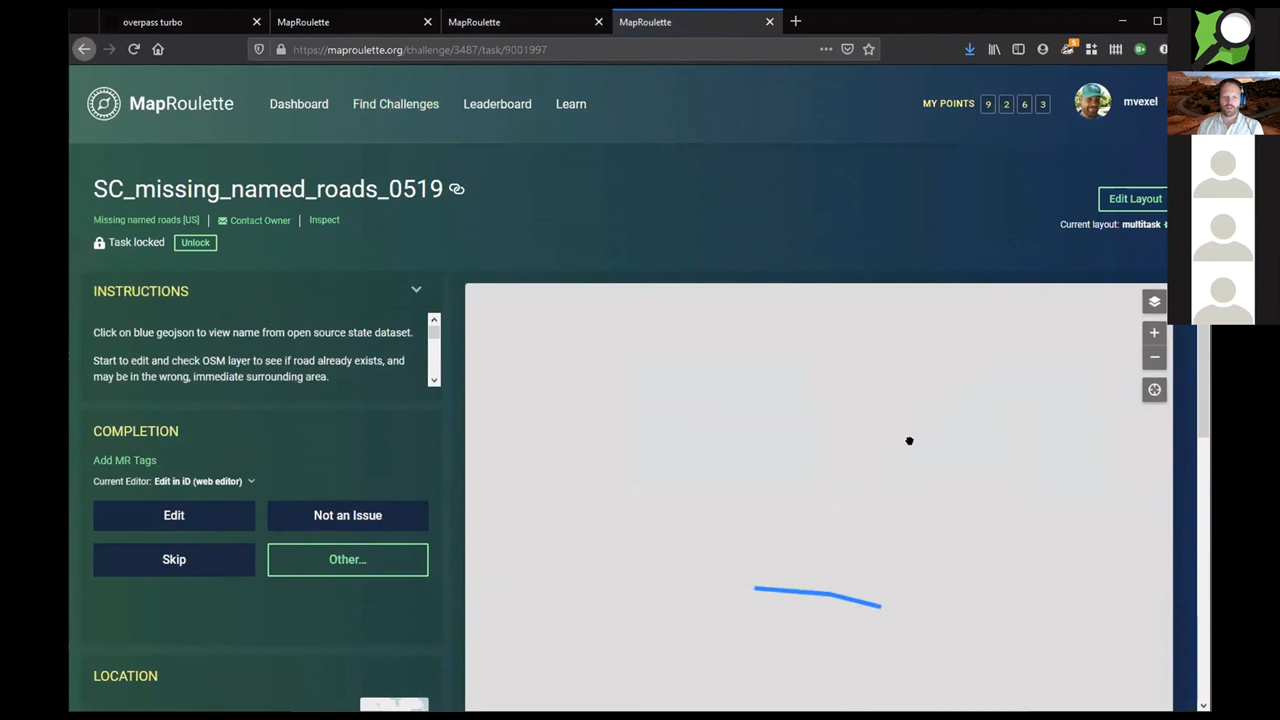 overpass turbo
MapRoulette
MapRoulette
MapRoulette
https://maproulette.org/challenge/3487/task/9001997
MapRoulette
Dashboard
Find Challenges
Leaderboard
Learn
MY POINTS 9 2 6 3
mvexel
SC_missing_named_roads_0519
Edit Layout
Missing named roads [US]
Contact Owner
Inspect
Current layout: multitask
Task locked
Unlock
INSTRUCTIONS
Click on blue geojson to view name from open source state dataset.
Start to edit and check OSM layer to see if road already exists, and
may be in the wrong, immediate surrounding area.
COMPLETION
Add MR Tags
Current Editor: Edit in iD (web editor)
Edit
Not an Issue
Skip
Other...
LOCATION